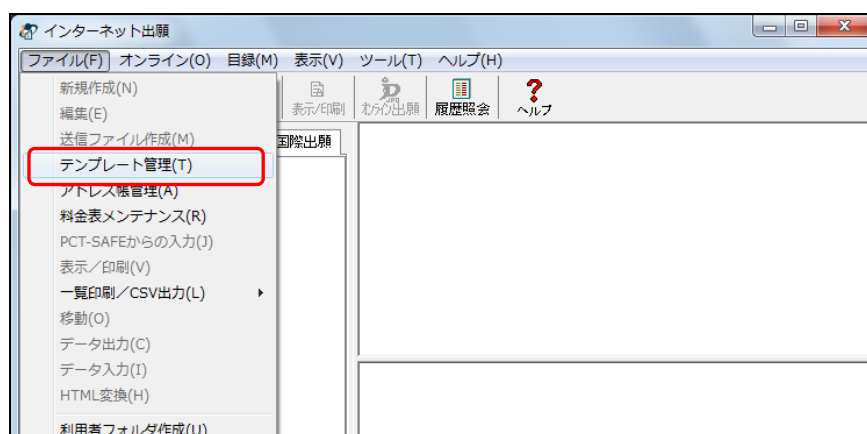 インターネット出願
ファイル(F) オンライン(O) 目録(M) 表示(V) ツール(T) ヘルプ(H)
表示/印刷 オンライン出願 履歴照会 ヘルプ
国際出願
新規作成(N)
編集(E)
送信ファイル作成(M)
テンプレート管理(T)
アドレス帳管理(A)
料金表メンテナンス(R)
PCT-SAFEからの入力(J)
表示／印刷(V)
一覧印刷／CSV出力(L)
移動(O)
データ出力(C)
データ入力(I)
HTML変換(H)
利用者フォルダ作成(U)